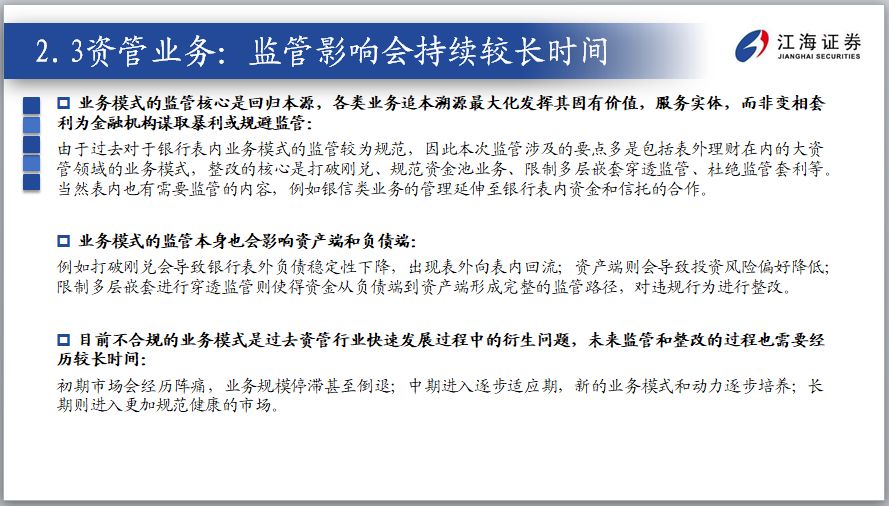 2.3资管业务：监管影响会持续较长时间
江海证券
JIANGHAI SECURITIES
业务模式的监管核心是回归本源，各类业务追本溯源最大化发挥其固有价值，服务实体，而非变相套
利为金融机构谋取暴利或规避监管：
由于过去对于银行表内业务模式的监管较为规范，因此本次监管涉及的要点多是包括表外理财在内的大资
管领域的业务模式，整改的核心是打破刚兑、规范资金池业务、限制多层嵌套穿透监管、杜绝监管套利等。
当然表内也有需要监管的内容，例如银信类业务的管理延伸至银行表内资金和信托的合作。
业务模式的监管本身也会影响资产端和负债端：
例如打破刚兑会导致银行表外负债稳定性下降，出现表外向表内回流；资产端则会导致投资风险偏好降低；
限制多层嵌套进行穿透监管则使得资金从负债端到资产端形成完整的监管路径，对违规行为进行整改。
目前不合规的业务模式是过去资管行业快速发展过程中的衍生问题，未来监管和整改的过程也需要经
历较长时间：
初期市场会经历阵痛，业务规模停滞甚至倒退；中期进入逐步适应期，新的业务模式和动力逐步培养；长
期则进入更加规范健康的市场。